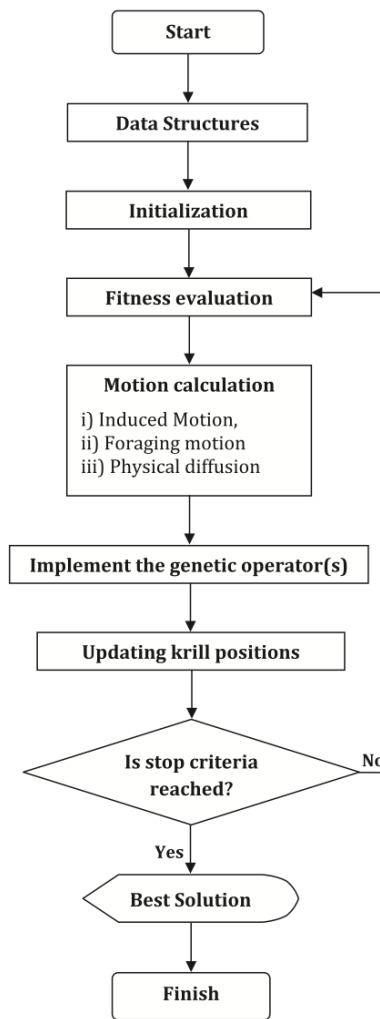 Start
Data Structures
Initialization
Fitness evaluation
Motion calculation
i) Induced Motion,
ii) Foraging motion
iii) Physical diffusion
Implement the genetic operator(s)
Updating krill positions
Is stop criteria
reached?
No
Yes
Best Solution
Finish